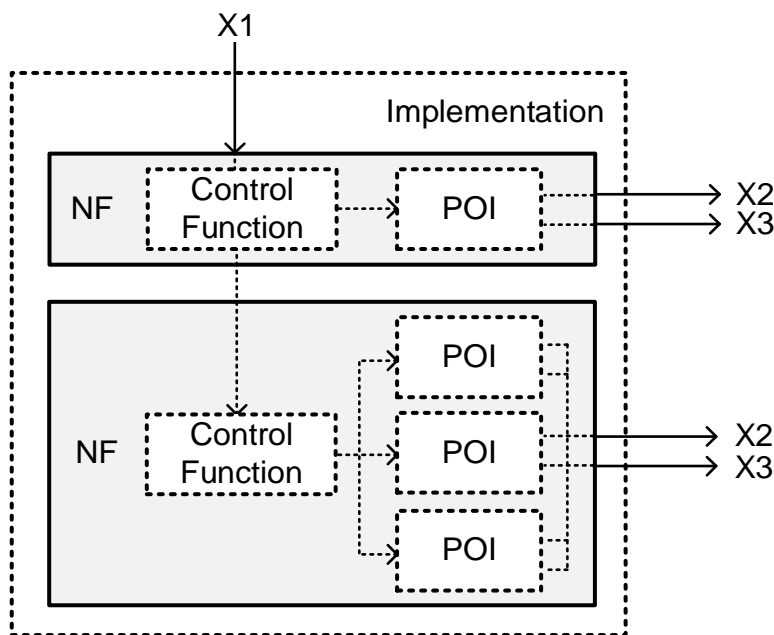 X1
Implementation
NF
Control
Function
POI
X2
X3
POI
NF
Control
Function
POI
X2
X3
POI